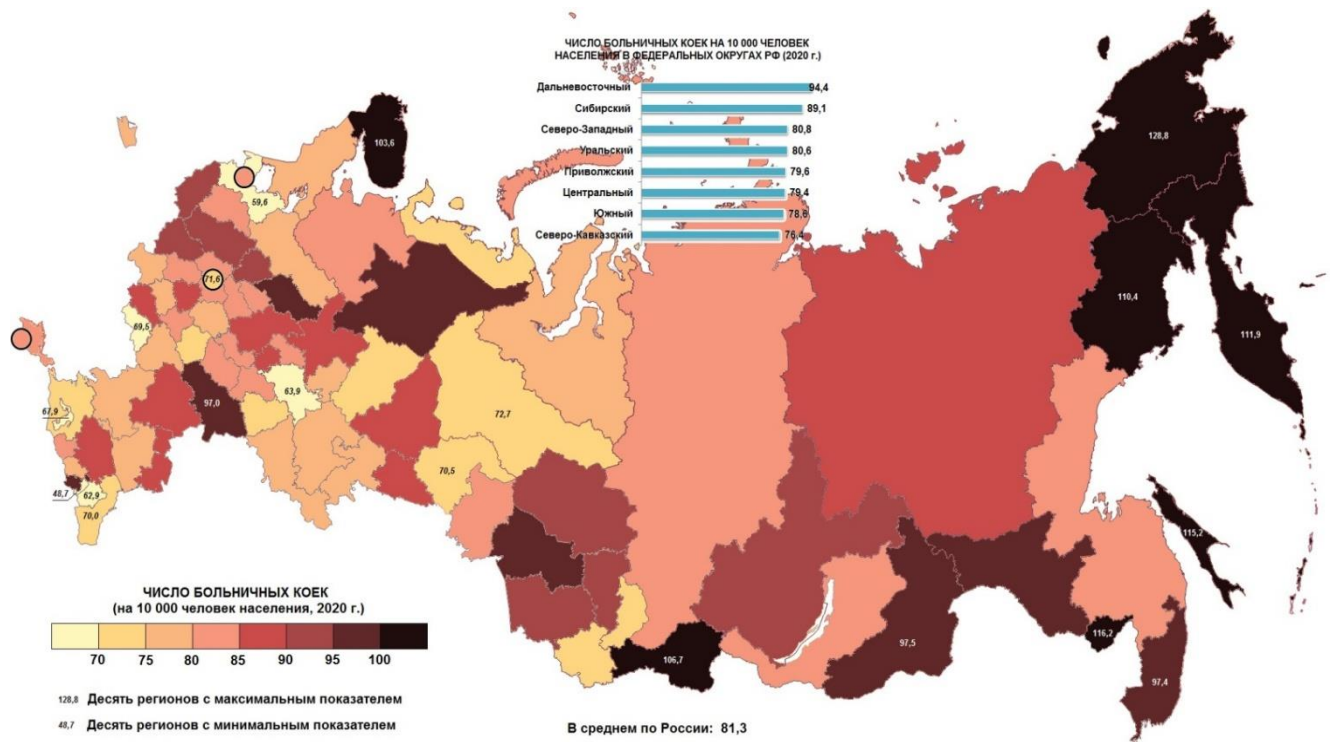 ЧИСЛО БОЛЬНИЧНЫХ КОЕК НА 10 000 ЧЕЛОВЕК
НАСЕЛЕНИЯ В ФЕДЕРАЛЬНЫХ ОКРУГАХ РФ (2020 г.)
Дальневосточный 94,4
Сибирский 89,1
Северо-Западный 80,8
Уральский 80,6
Приволжский 79,6
Центральный 79,4
Южный 78,6
Северо-Кавказский 76,4
103,6
128,8
59,6
71,6
110,4
111,9
69,5
63,9
97,0
72,7
67,9
70,5
48,7
62,9
70,0
115,2
97,5
116,2
106,7
97,4
ЧИСЛО БОЛЬНИЧНЫХ КОЕК
(на 10 000 человек населения, 2020 г.)
70 75 80 85 90 95 100
128,8 Десять регионов с максимальным показателем
48,7 Десять регионов с минимальным показателем
В среднем по России: 81,3